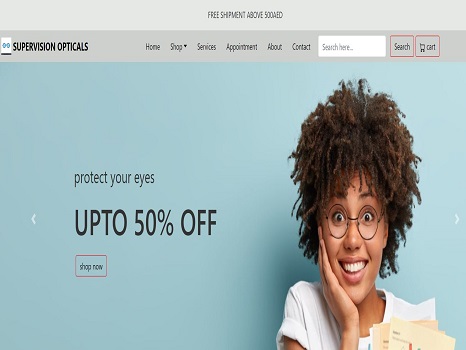 FREE SHIPMENT ABOVE 500AED
SUPERVISION OPTICALS
Home Shop Services Appointment About Contact Search here... Search cart
protect your eyes
UPTO 50% OFF
shop now